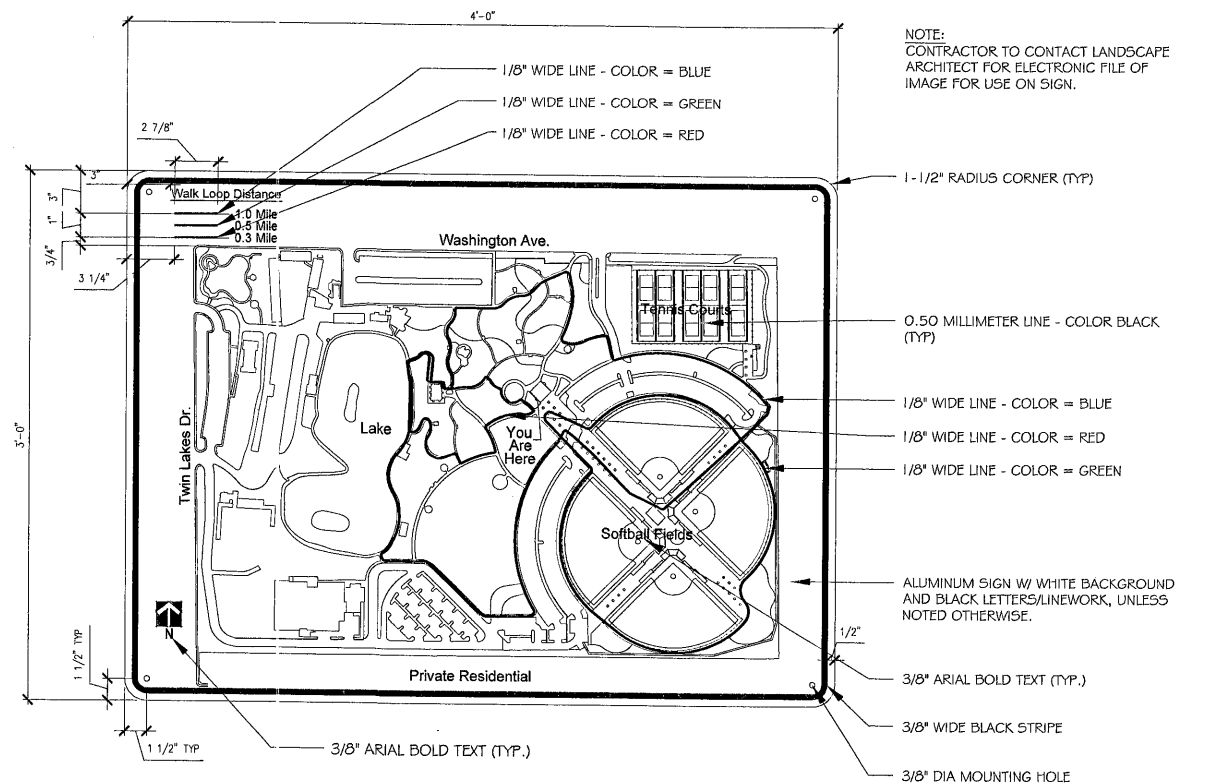 4'-0"
NOTE:
CONTRACTOR TO CONTACT LANDSCAPE
ARCHITECT FOR ELECTRONIC FILE OF
IMAGE FOR USE ON SIGN.
1/8" WIDE LINE - COLOR = BLUE
1/8" WIDE LINE - COLOR = GREEN
1/8" WIDE LINE - COLOR = RED
2 7/8"
3"
3"
1"
3/4"
3 1/4"
3'-0"
Walk Loop Distance
1.0 Mile
0.5 Mile
0.3 Mile
1-1/2" RADIUS CORNER (TYP)
Washington Ave.
Tennis Courts
0.50 MILLIMETER LINE - COLOR BLACK
(TYP)
1/8" WIDE LINE - COLOR = BLUE
1/8" WIDE LINE - COLOR = RED
1/8" WIDE LINE - COLOR = GREEN
Lake
You
Are
Here
Twin Lakes Dr.
Softball Fields
ALUMINUM SIGN W/ WHITE BACKGROUND
AND BLACK LETTERS/LINEWORK, UNLESS
NOTED OTHERWISE.
N
1/2"
1 1/2" TYP
Private Residential
3/8" ARIAL BOLD TEXT (TYP.)
3/8" WIDE BLACK STRIPE
1 1/2" TYP
3/8" ARIAL BOLD TEXT (TYP.)
3/8" DIA MOUNTING HOLE